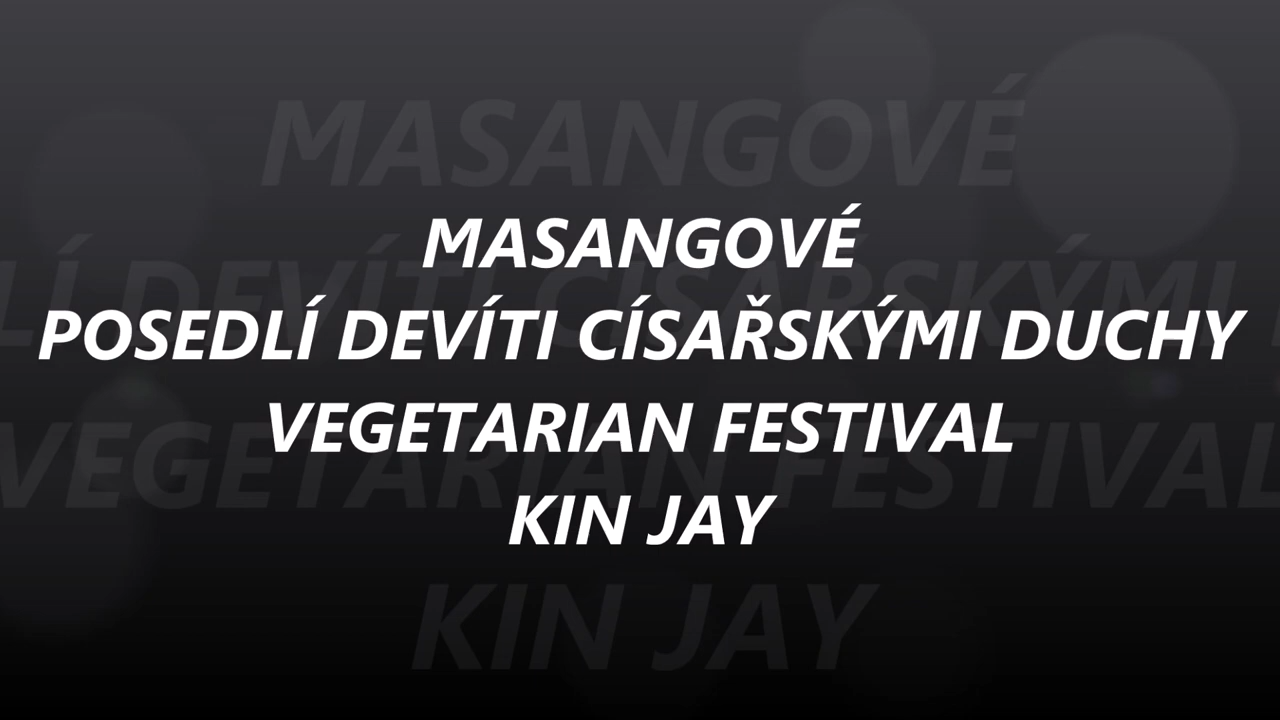 MASANGOVÉ
POSEDLÍ DEVÍTI CÍSAŘSKÝMI DUCHY
VEGETARIAN FESTIVAL
KIN JAY